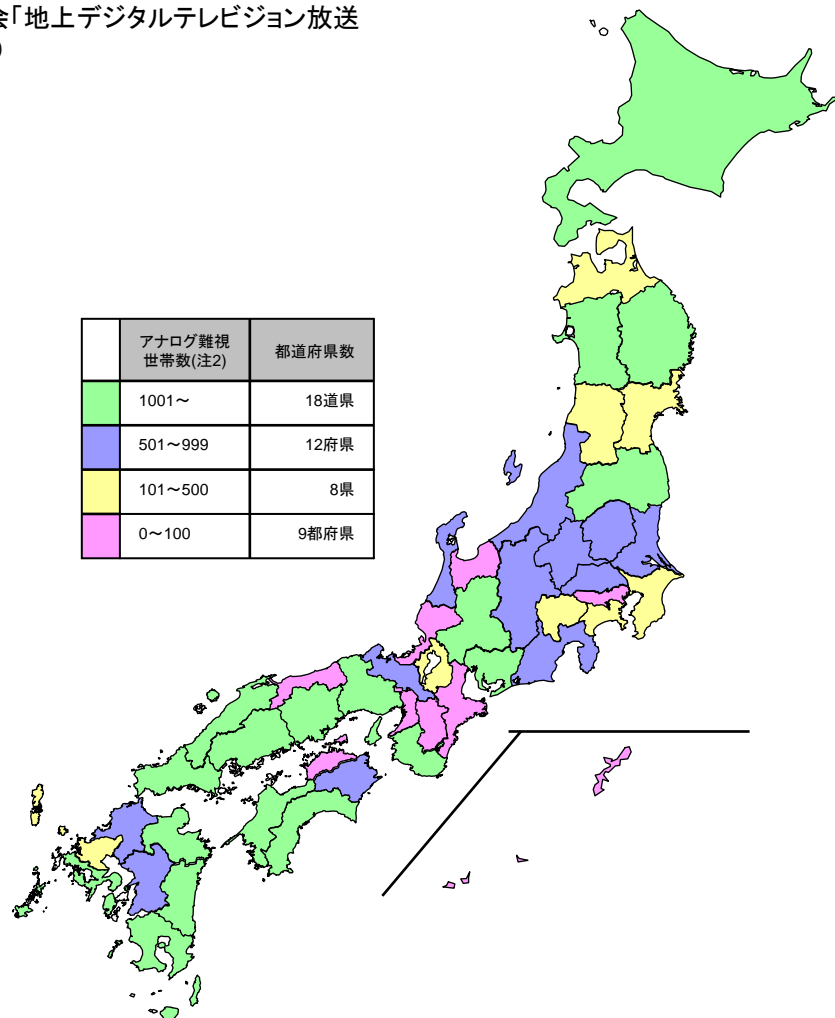 会「地上デジタルテレビジョン放送
)
アナログ難視
世帯数(注2)
都道府県数
1001～
18道県
501～999
12府県
101～500
8県
0～100
9都府県